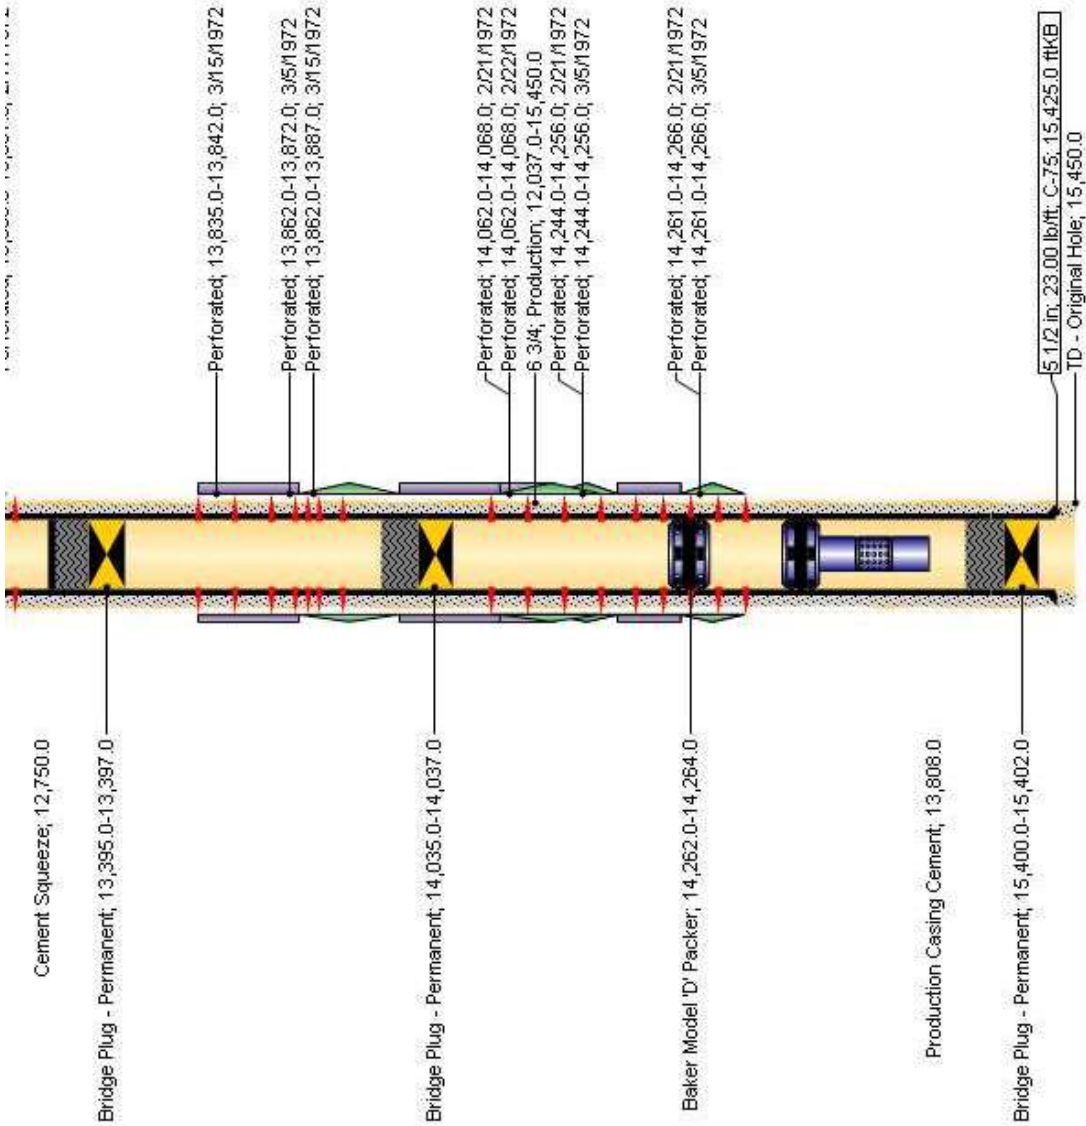 Perforated; 13,835.0-13,842.0; 3/15/1972
Perforated; 13,862.0-13,872.0; 3/5/1972
Perforated; 13,862.0-13,887.0; 3/15/1972
Perforated; 14,062.0-14,068.0; 2/21/1972
Perforated; 14,062.0-14,068.0; 2/22/1972
6 3/4; Production; 12,037.0-15,450.0
Perforated; 14,244.0-14,256.0; 2/21/1972
Perforated; 14,244.0-14,256.0; 3/5/1972
Perforated; 14,261.0-14,266.0; 2/21/1972
Perforated; 14,261.0-14,266.0; 3/5/1972
5 1/2 in; 23.00 lb/ft; C-75; 15,425.0 ftKB
TD - Original Hole; 15,450.0
Cement Squeeze; 12,750.0
Bridge Plug - Permanent; 13,395.0-13,397.0
Bridge Plug - Permanent; 14,035.0-14,037.0
Baker Model 'D' Packer; 14,262.0-14,264.0
Production Casing Cement; 13,808.0
Bridge Plug - Permanent; 15,400.0-15,402.0